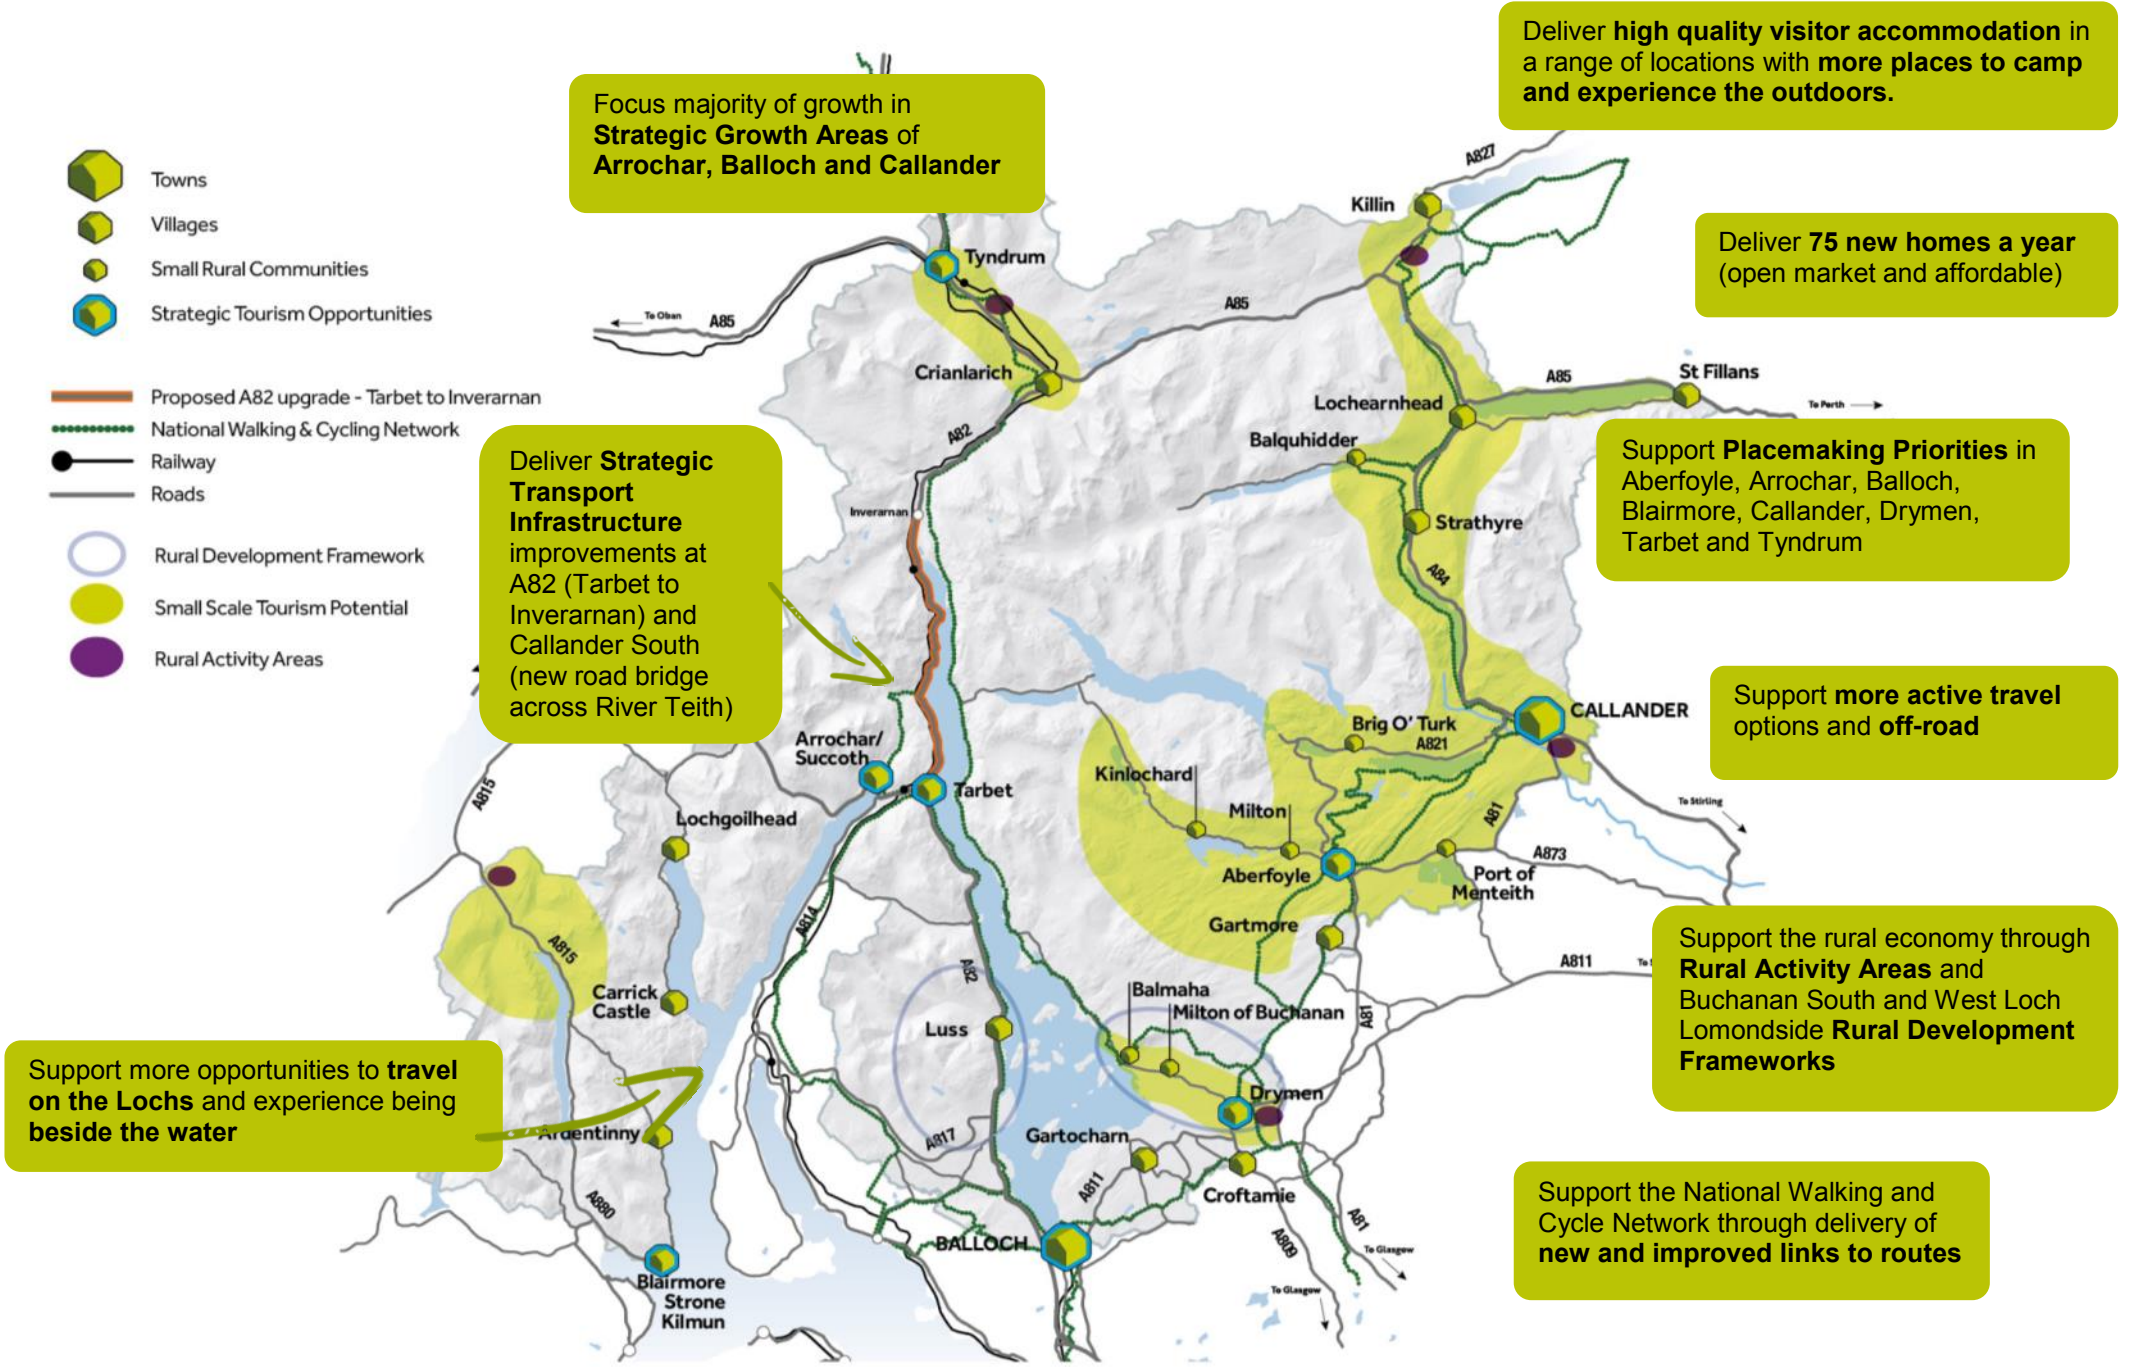 Deliver high quality visitor accommodation in
a range of locations with more places to camp
and experience the outdoors.
Focus majority of growth in
Strategic Growth Areas of
Arrochar, Balloch and Callander
Towns
Villages
Small Rural Communities
Strategic Tourism Opportunities
Proposed A82 upgrade - Tarbet to Inverarnan
National Walking & Cycling Network
Railway
Roads
Rural Development Framework
Small Scale Tourism Potential
Rural Activity Areas
Deliver 75 new homes a year
(open market and affordable)
Support Placemaking Priorities in
Aberfoyle, Arrochar, Balloch,
Blairmore, Callander, Drymen,
Tarbet and Tyndrum
Deliver Strategic
Transport
Infrastructure
improvements at
A82 (Tarbet to
Inverarnan) and
Callander South
(new road bridge
across River Teith)
Support more active travel
options and off-road
Support the rural economy through
Rural Activity Areas and
Buchanan South and West Loch
Lomondside Rural Development
Frameworks
Support more opportunities to travel
on the Lochs and experience being
beside the water
Support the National Walking and
Cycle Network through delivery of
new and improved links to routes
A827
Killin
Tyndrum
To Oban
A85
A85
Crianlarich
A82
A85
St Fillans
To Perth
Lochearnhead
Balquhidder
Inverarnan
Strathyre
A84
CALLANDER
Brig O' Turk
A821
Arrochar/
Succoth
Tarbet
Kinlochard
Milton
A81
To Stirling
A815
Lochgoilhead
Aberfoyle
A873
Port of
Menteith
A814
Gartmore
A815
A82
A811
To
Carrick
Castle
Balmaha
Milton of Buchanan
A81
Luss
Drymen
Ardentinny
A817
Gartocharn
A811
Croftamie
A880
BALLOCH
A809
A81
To Glasgow
To Glasgow
Blairmore
Strone
Kilmun